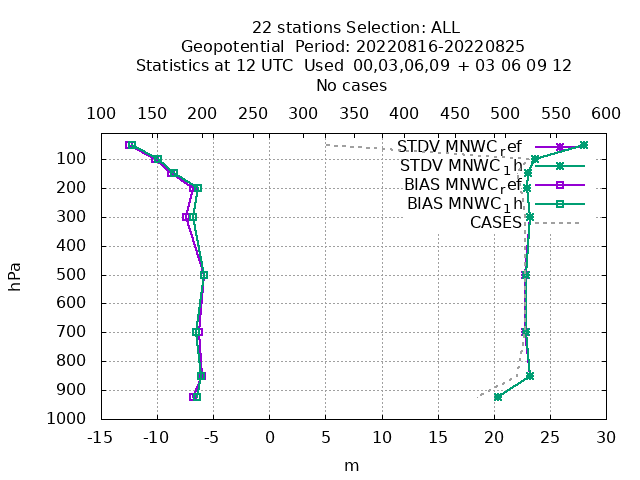 22 stations Selection: ALL
Geopotential  Period: 20220816-20220825
Statistics at 12 UTC  Used  00,03,06,09 + 03 06 09 12
No cases
100 150 200 250 300 350 400 450 500 550 600
STDV MNWC_ref
STDV MNWC_1h
BIAS MNWC_ref
BIAS MNWC_1h
CASES
hPa
100
200
300
400
500
600
700
800
900
1000
-15 -10 -5 0 5 10 15 20 25 30
m